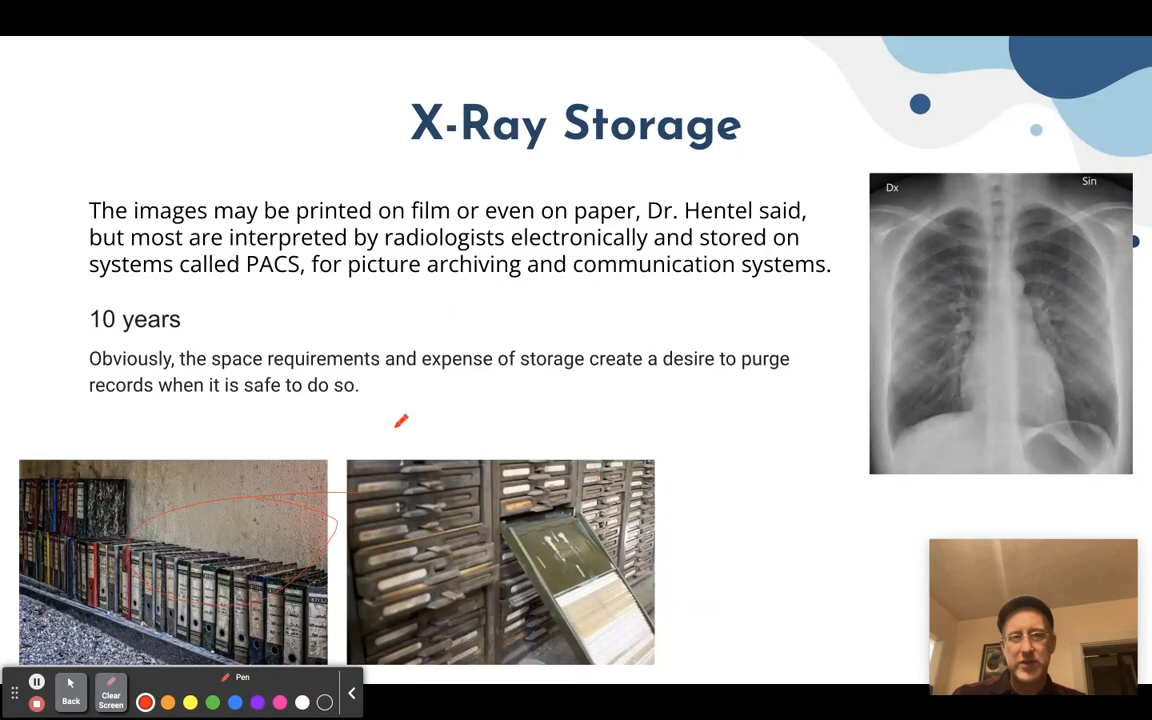 X-Ray Storage
Dx
Sin
The images may be printed on film or even on paper, Dr. Hentel said,
but most are interpreted by radiologists electronically and stored on
systems called PACS, for picture archiving and communication systems.
10 years
Obviously, the space requirements and expense of storage create a desire to purge
records when it is safe to do so.
Pen
Back
Clear
Screen